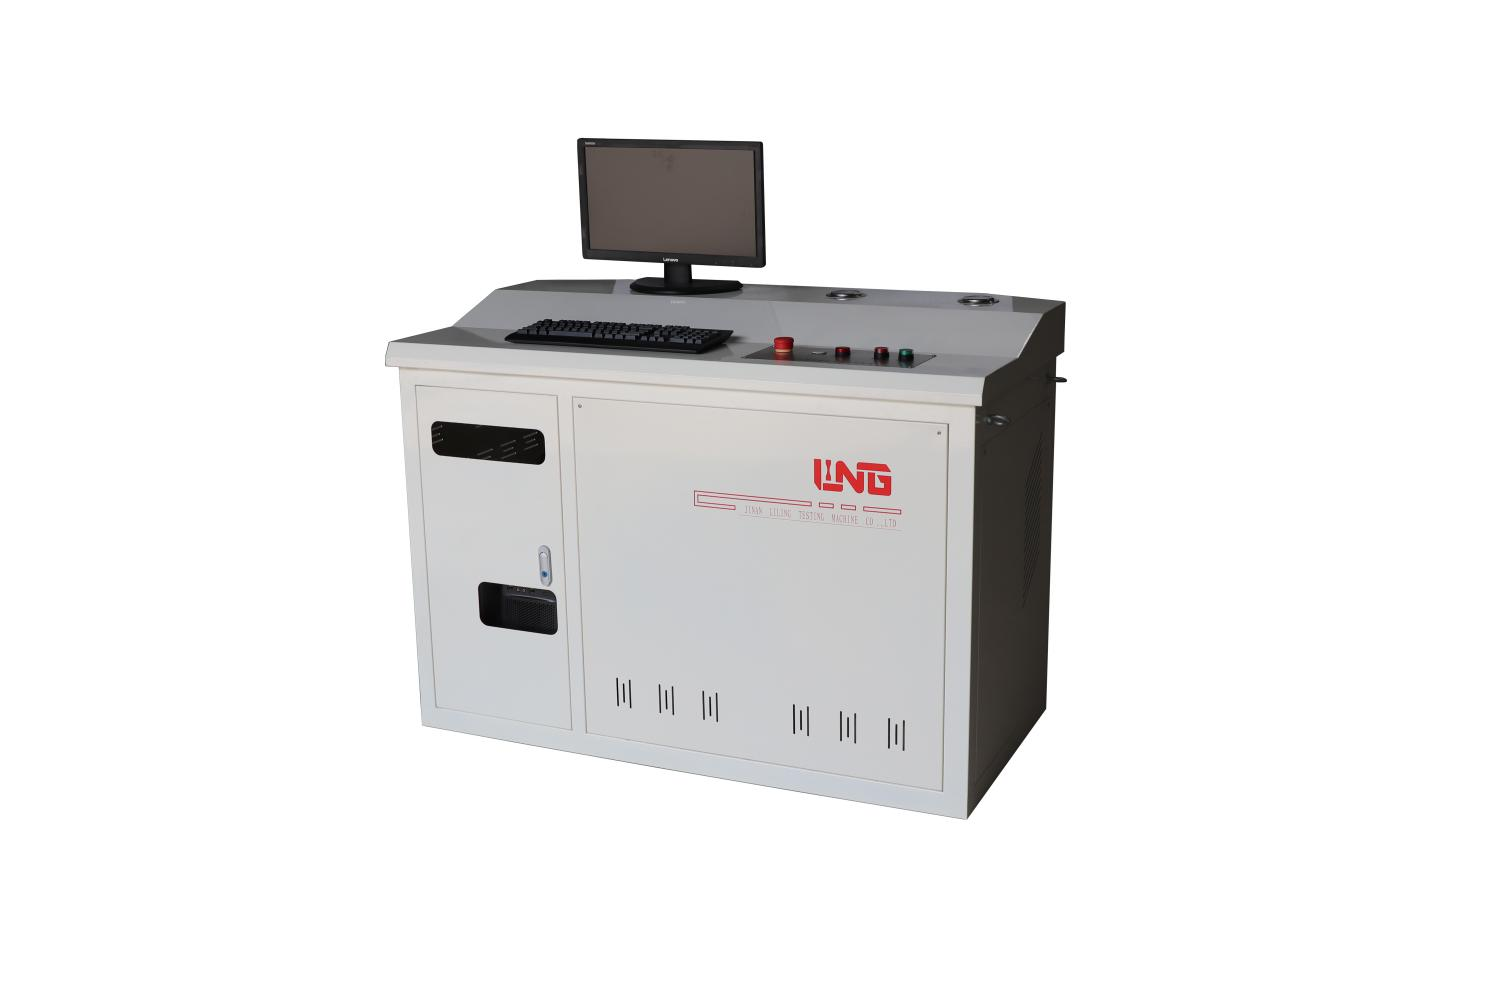 lenovo
LING
JINAN LILING TESTING MACHINE CO.,LTD